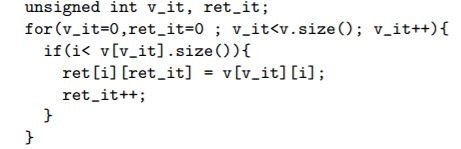 unsigned int v_it, ret_it;
for(v_it=0,ret_it=0 ; v_it<v.size(); v_it++){
  if(i< v[v_it].size()){
    ret[i][ret_it] = v[v_it][i];
    ret_it++;
  }
}